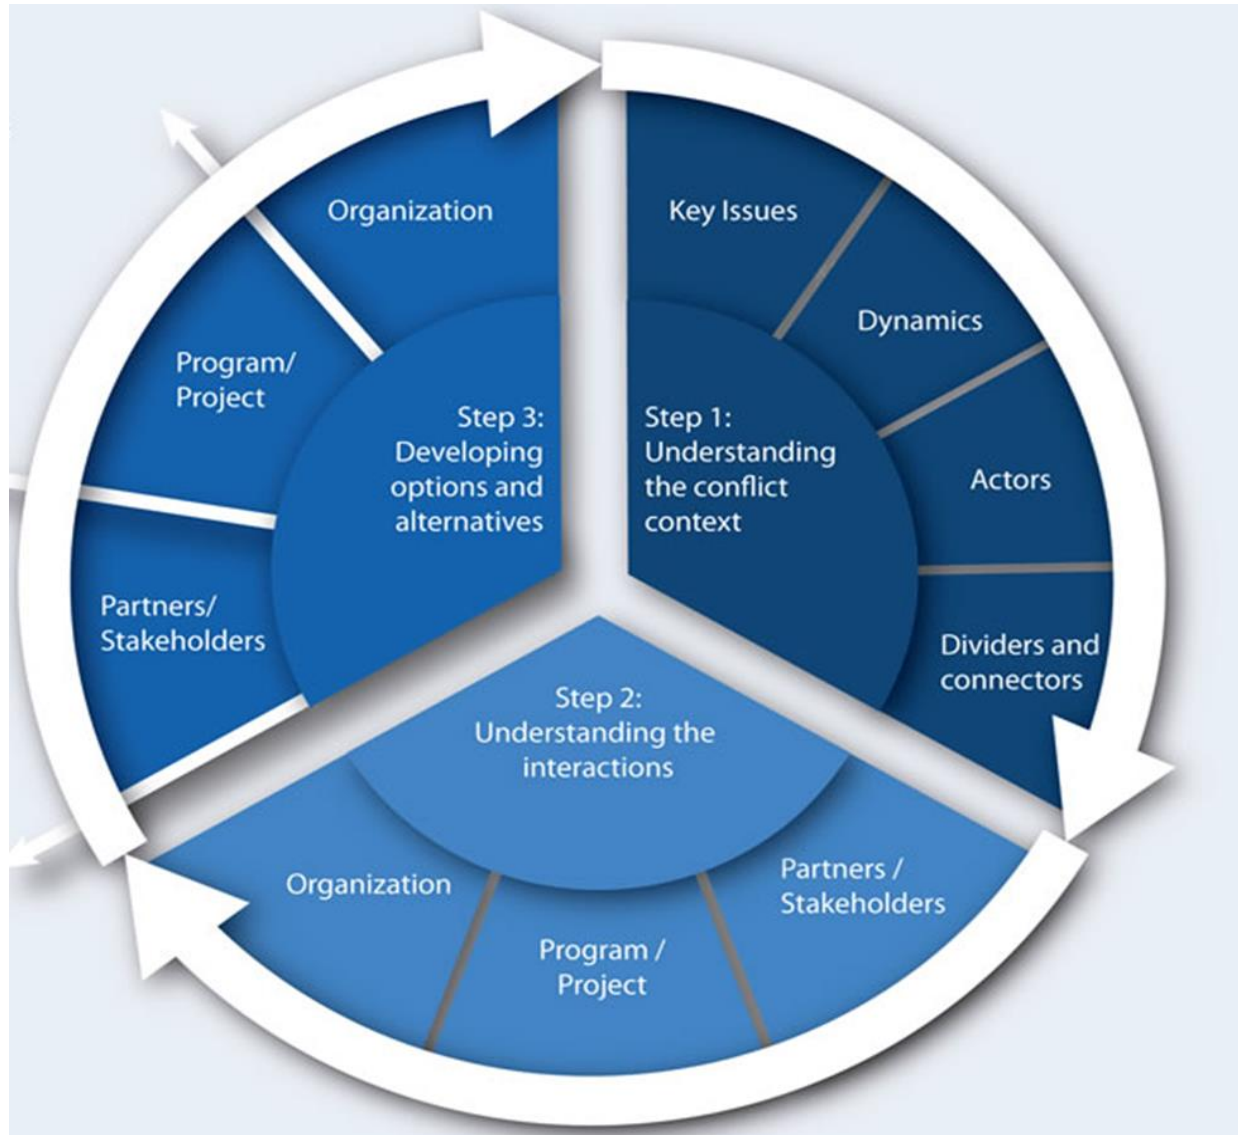 Organization
Key Issues
Dynamics
Program/
Project
Step 3:
Developing
options and
alternatives
Step 1:
Understanding
the conflict
context
Actors
Partners/
Stakeholders
Dividers and
connectors
Step 2:
Understanding the
interactions
Organization
Program /
Project
Partners /
Stakeholders